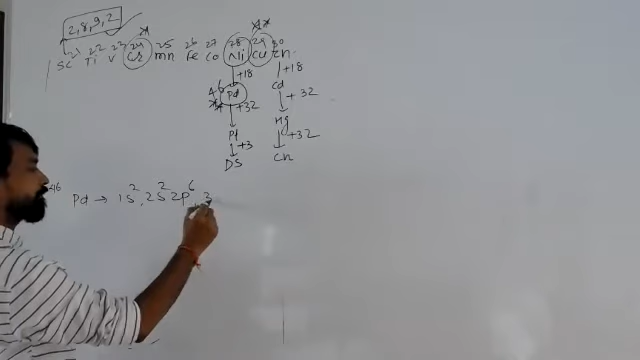 2, 8, 9, 2
21 22 23 24 25 26 27 28 29 30
Sc Ti V Cr mn Fe Co Ni Cu Zn
+18 +18
46 Pd Cd
+32 + 32
Pt Hg
+3 +32
DS Cn
46 Pd → 1s², 2s² 2p⁶